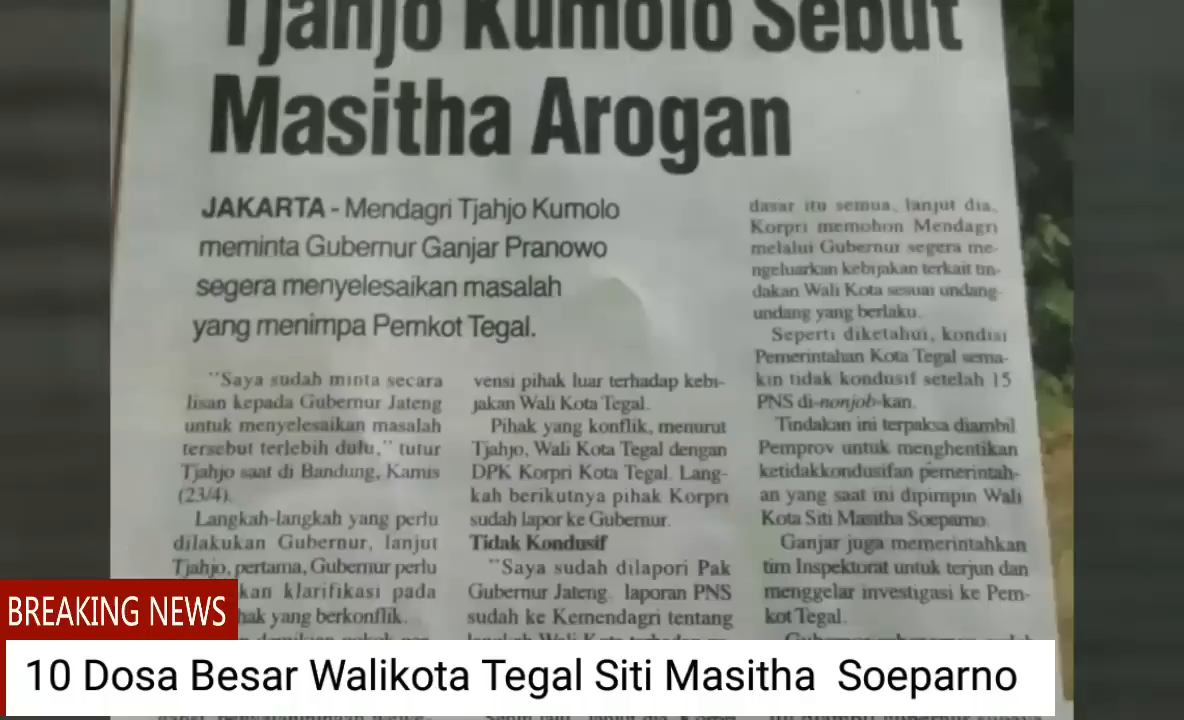 Tjahjo Kumolo Sebut
Masitha Arogan
JAKARTA - Mendagri Tjahjo Kumolo
meminta Gubernur Ganjar Pranowo
segera menyelesaikan masalah
yang menimpa Pemkot Tegal.
"Saya sudah minta secara
lisan kepada Gubernur Jateng
untuk menyelesaikan masalah
tersebut terlebih dulu," tutur
Tjahjo saat di Bandung, Kamis
(23/4).
Langkah-langkah yang perlu
dilakukan Gubernur, lanjut
Tjahjo, pertama, Gubernur perlu
kan klarifikasi pada
hak yang berkonflik.
vensi pihak luar terhadap kebi-
jakan Wali Kota Tegal.
Pihak yang konflik, menurut
Tjahjo, Wali Kota Tegal dengan
DPK Korpri Kota Tegal. Lang-
kah berikutnya pihak Korpri
sudah lapor ke Gubernur.
Tidak Kondusif
"Saya sudah dilapori Pak
Gubernur Jateng, laporan PNS
sudah ke Kemendagri tentang
dasar itu semua, lanjut dia,
Korpri memohon Mendagri
melalui Gubernur segera me-
ngeluarkan kebijakan terkait tin-
dakan Wali Kota sesuai undang-
undang yang berlaku.
Seperti diketahui, kondisi
Pemerintahan Kota Tegal sema-
kin tidak kondusif setelah 15
PNS di-nonjob-kan.
Tindakan ini terpaksa diambil
Pemprov untuk menghentikan
ketidakkondusifan pemerintah-
an yang saat ini dipimpin Wali
Kota Siti Masitha Soeparno.
Ganjar juga memerintahkan
tim Inspektorat untuk terjun dan
menggelar investigasi ke Pem-
kot Tegal.
BREAKING NEWS
10 Dosa Besar Walikota Tegal Siti Masitha Soeparno